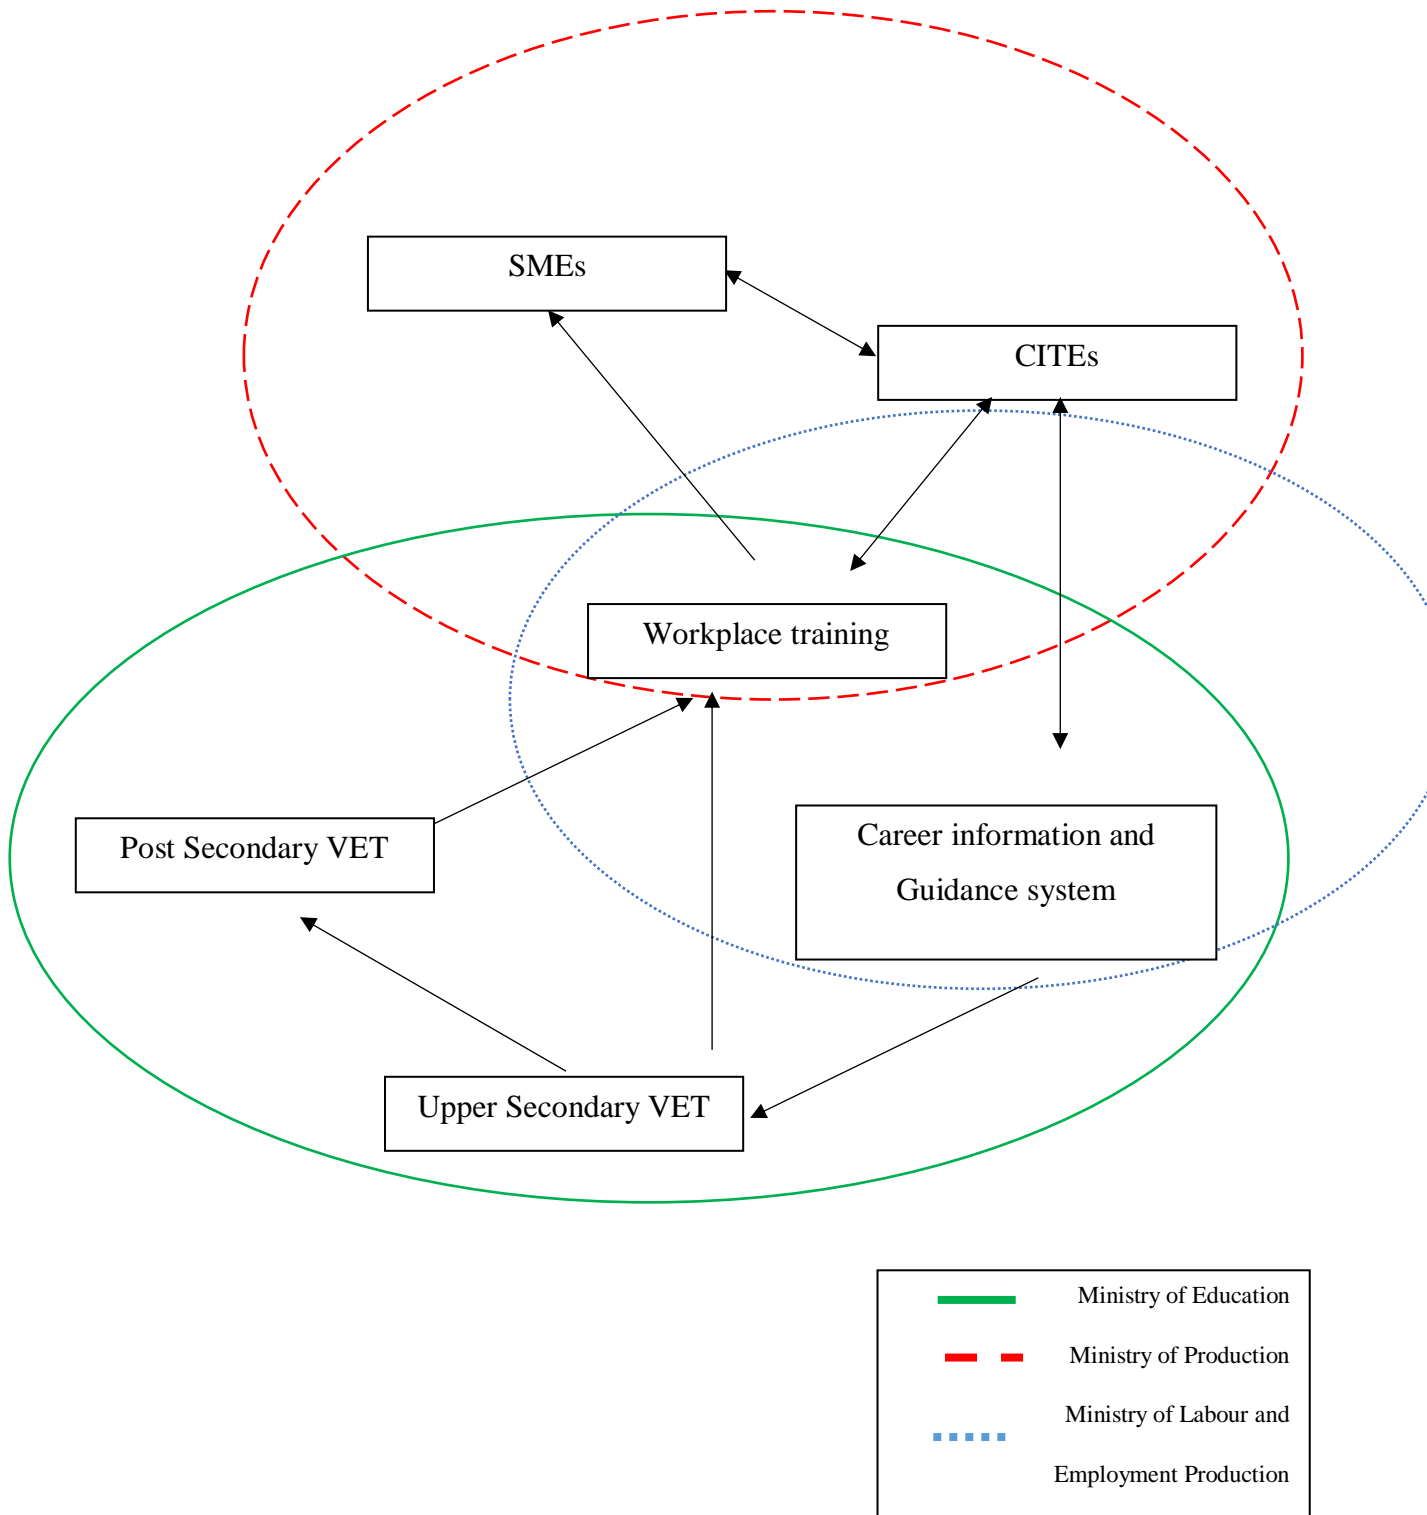 SMEs
CITEs
Workplace training
Post Secondary VET
Career information and
Guidance system
Upper Secondary VET
Ministry of Education
Ministry of Production
Ministry of Labour and
Employment Production